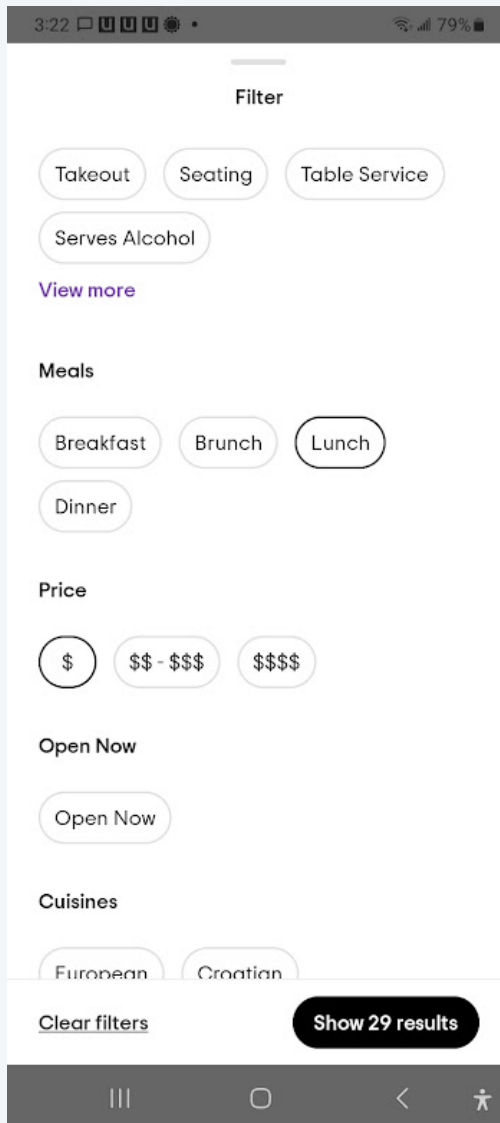 3:22 79%
Filter
Takeout Seating Table Service
Serves Alcohol
View more
Meals
Breakfast Brunch Lunch
Dinner
Price
$ $$ - $$$ $$$$
Open Now
Open Now
Cuisines
European Croatian
Clear filters Show 29 results